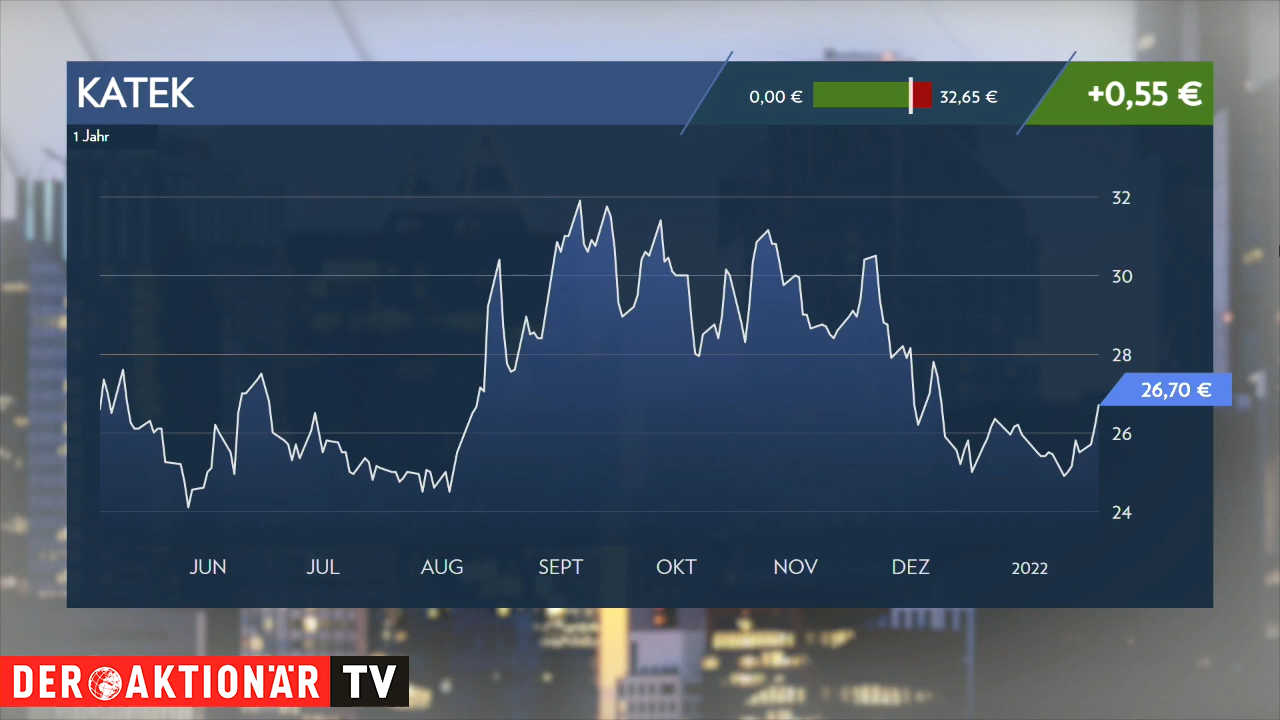 KATEK
0,00 €
32,65 €
+0,55 €
1 Jahr
32
30
28
26,70 €
26
24
JUN JUL AUG SEPT OKT NOV DEZ 2022
DER AKTIONÄR TV